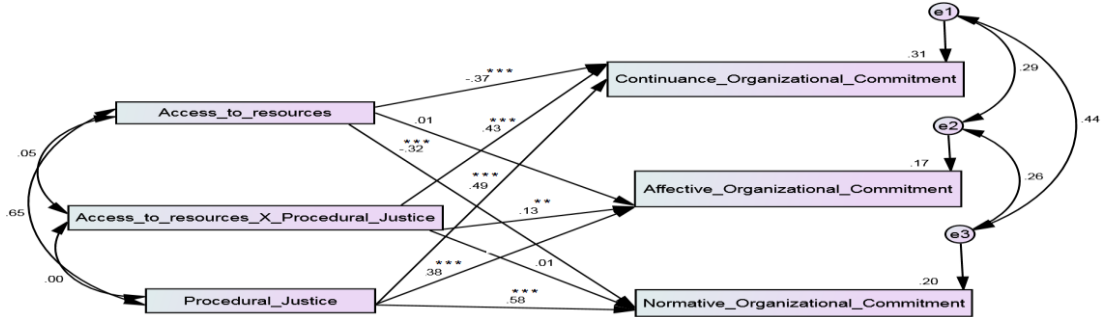 e1
.31
***
-.37
Continuance_Organizational_Commitment
.29
Access_to_resources
.44
.01
***
.43
e2
***
-.32
.05
.17
***
.49
.26
Affective_Organizational_Commitment
.65
Access_to_resources_X_Procedural_Justice
**
.13
e3
***
.38
.01
.00
.20
***
.58
Procedural_Justice
Normative_Organizational_Commitment